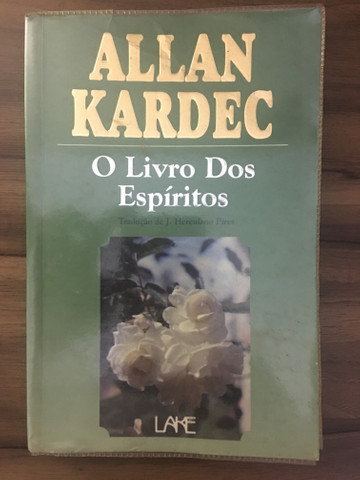 ALLAN
KARDEC
O Livro Dos
Espíritos
Tradução de J. Herculano Pires
LAKE